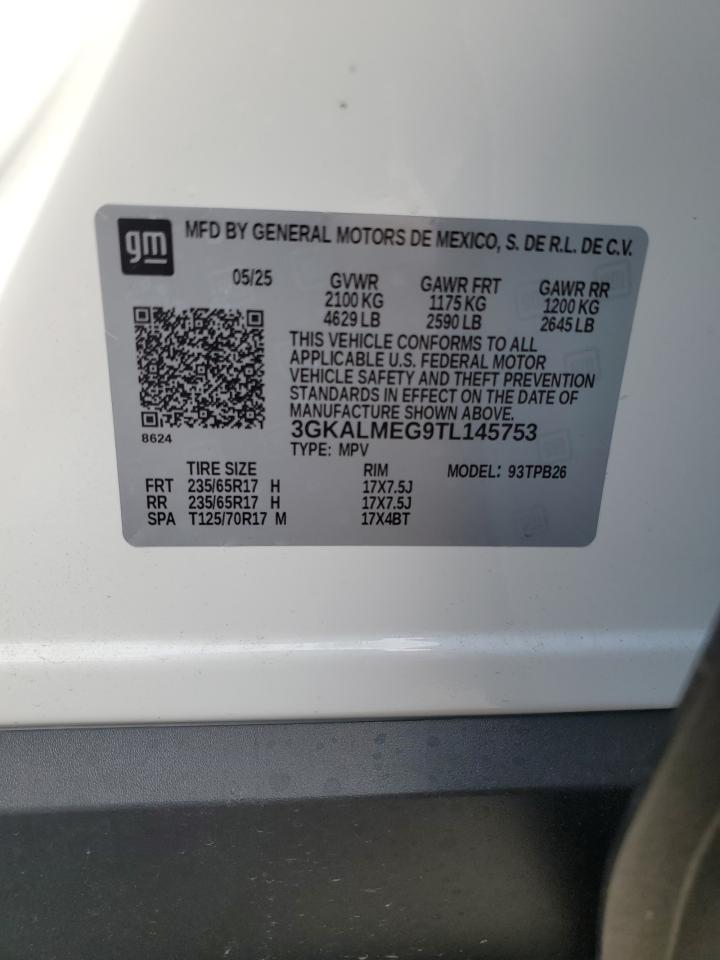 gm
MFD BY GENERAL MOTORS DE MEXICO, S. DE R.L. DE C.V.
05/25 GVWR GAWR FRT GAWR RR
2100 KG 1175 KG 1200 KG
4629 LB 2590 LB 2645 LB
THIS VEHICLE CONFORMS TO ALL
APPLICABLE U.S. FEDERAL MOTOR
VEHICLE SAFETY AND THEFT PREVENTION
STANDARDS IN EFFECT ON THE DATE OF
MANUFACTURE SHOWN ABOVE.
8624
3GKALMEG9TL145753
TYPE: MPV
TIRE SIZE RIM MODEL: 93TPB26
FRT 235/65R17 H 17X7.5J
RR 235/65R17 H 17X7.5J
SPA T125/70R17 M 17X4BT